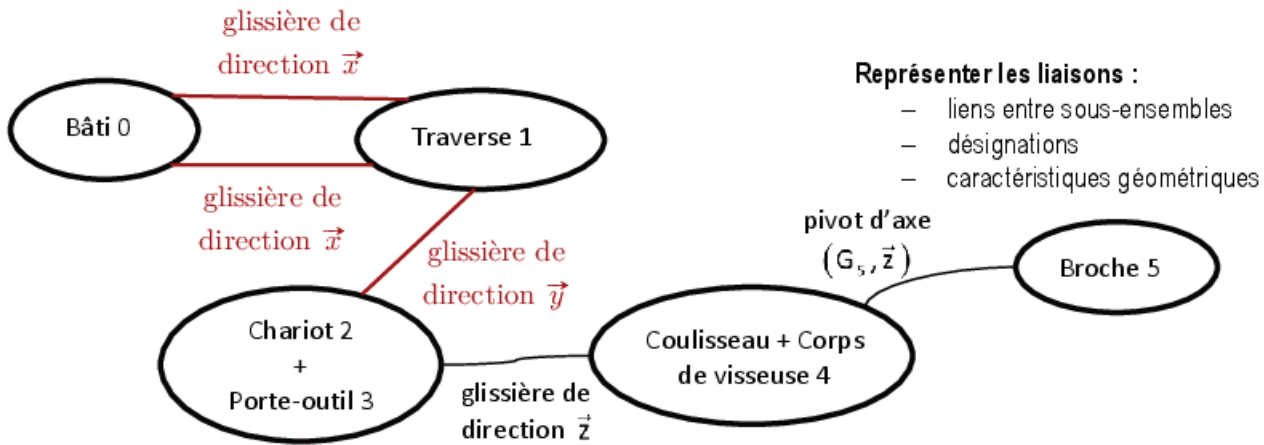 glissière de
direction x⃗
Bâti 0
Traverse 1
glissière de
direction x⃗
glissière de
direction y⃗
Représenter les liaisons :
– liens entre sous-ensembles
– désignations
– caractéristiques géométriques
pivot d'axe
(G₅, z⃗)
Broche 5
Chariot 2
+
Porte-outil 3
Coulisseau + Corps
de visseuse 4
glissière de
direction z⃗